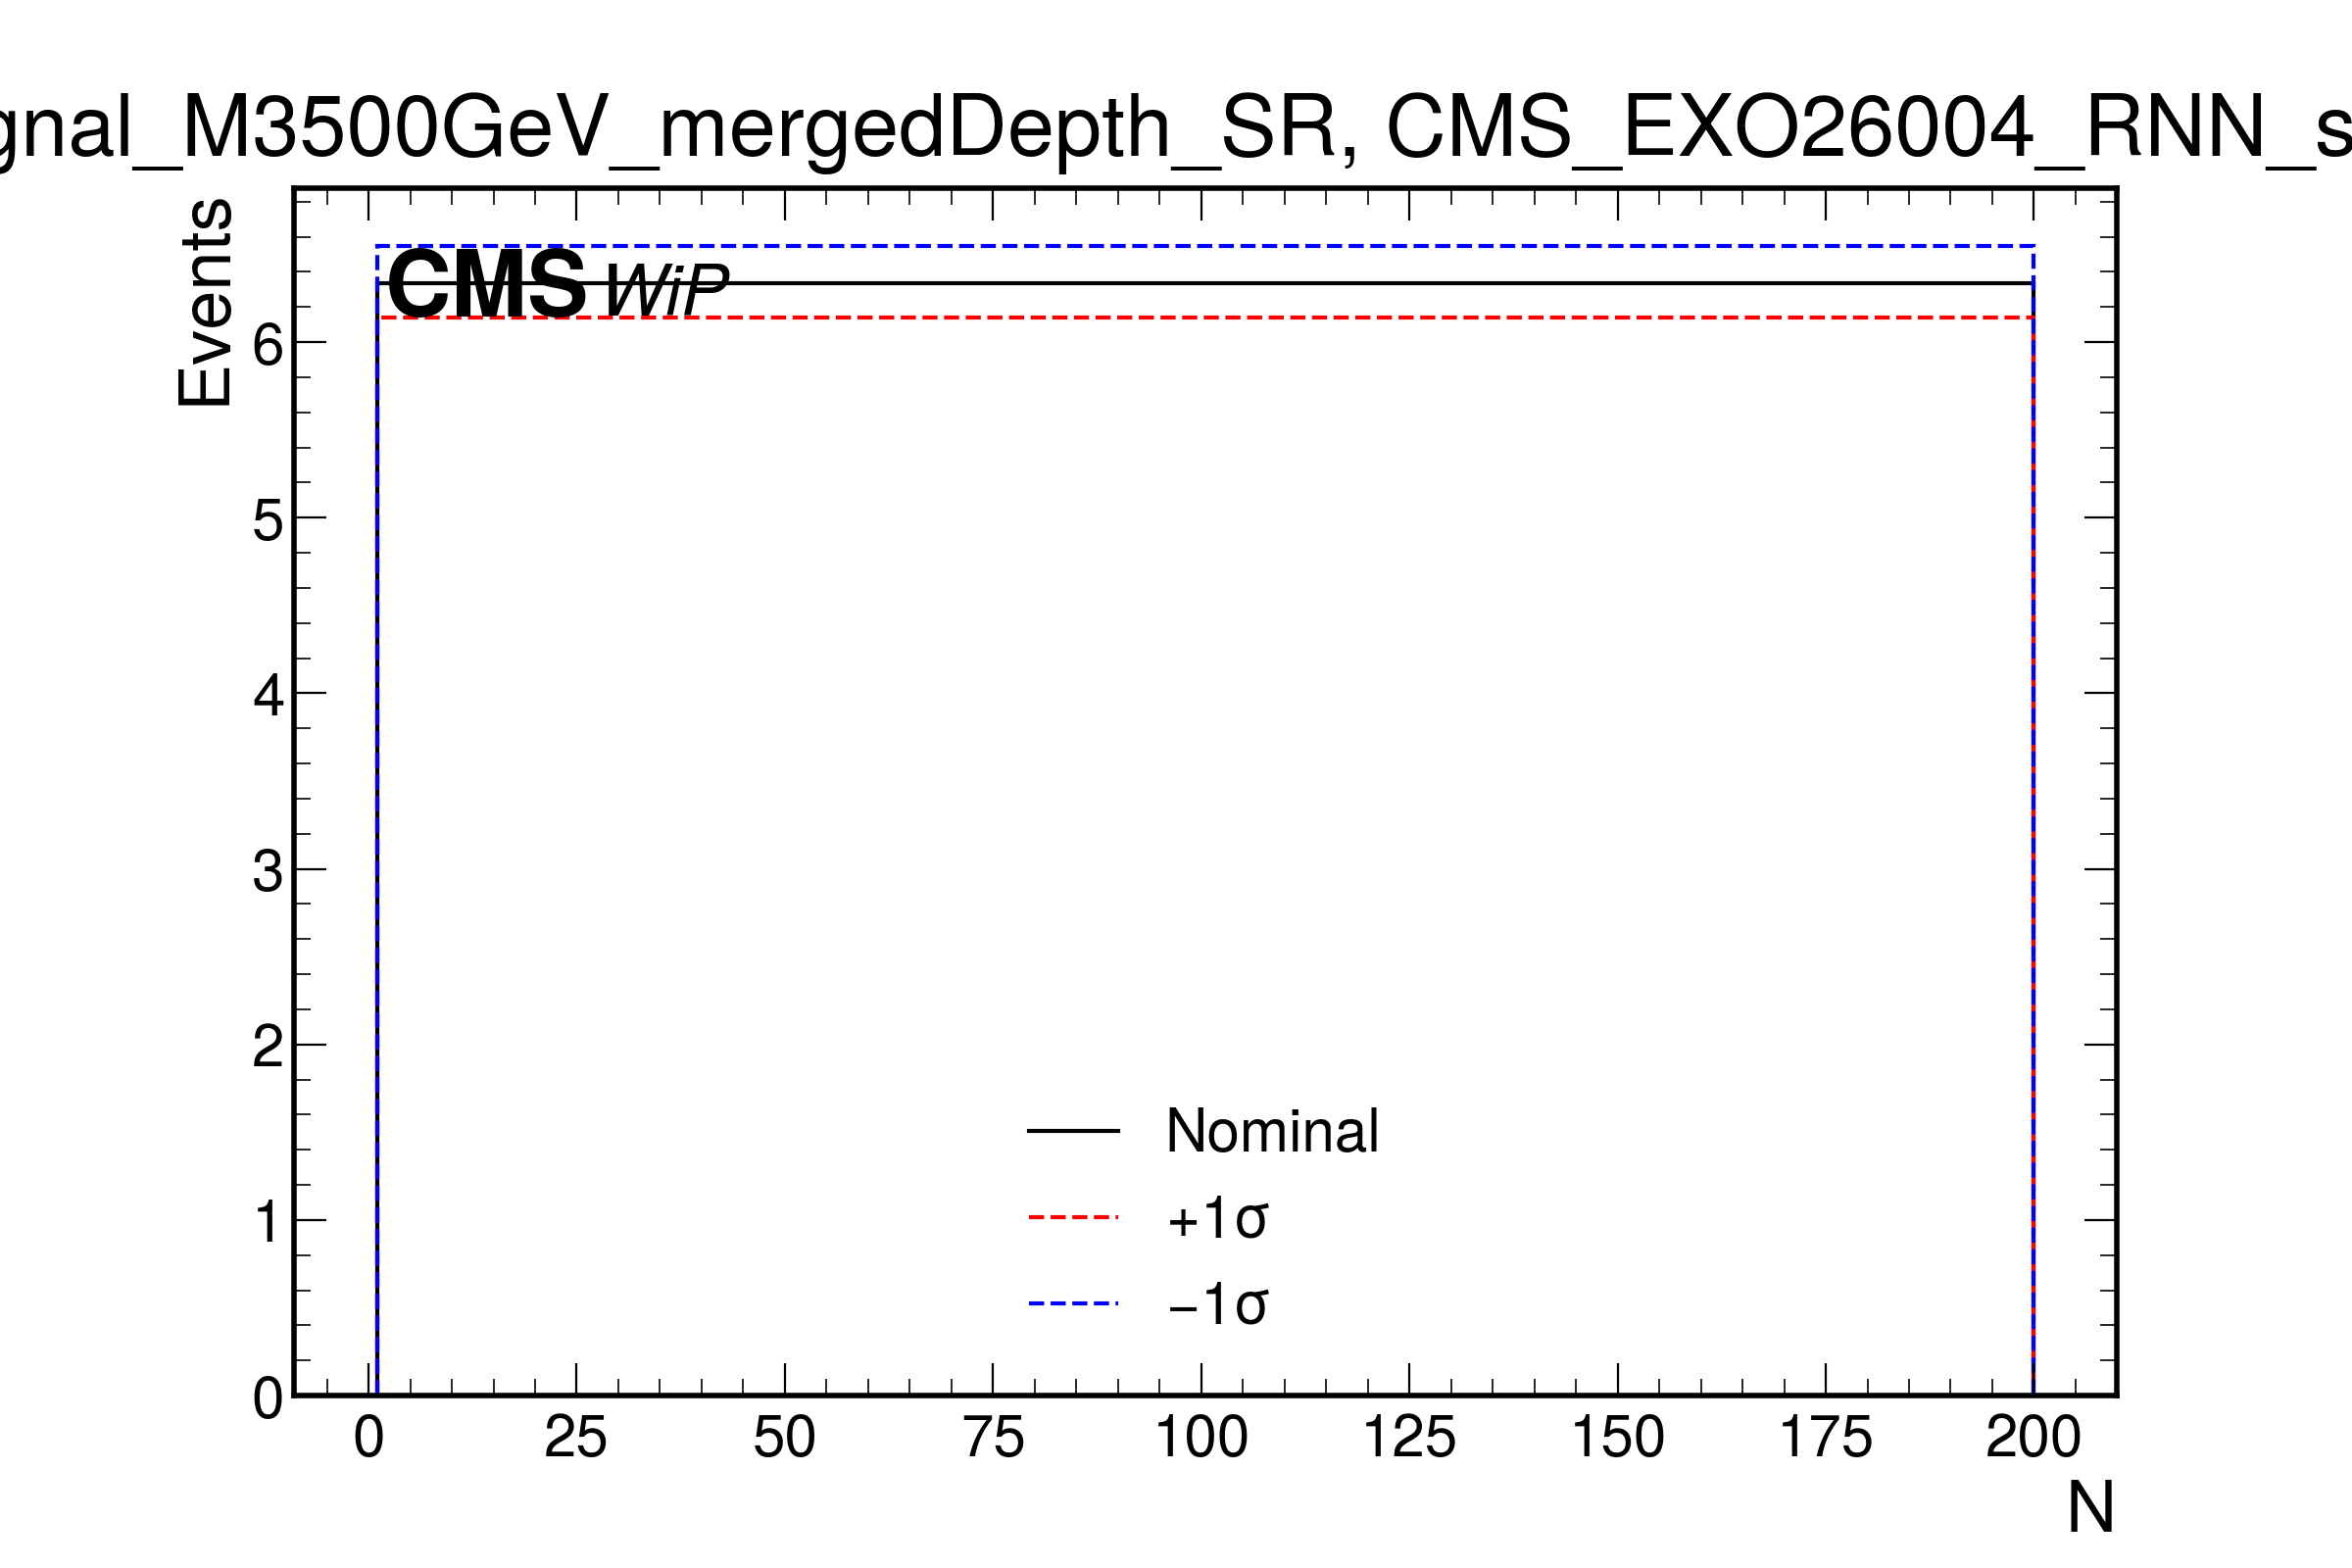 gnal_M3500GeV_mergedDepth_SR, CMS_EXO26004_RNN_s
Events
CMS WiP
6
5
4
3
2
1
0
Nominal
+1σ
−1σ
0 25 50 75 100 125 150 175 200
N